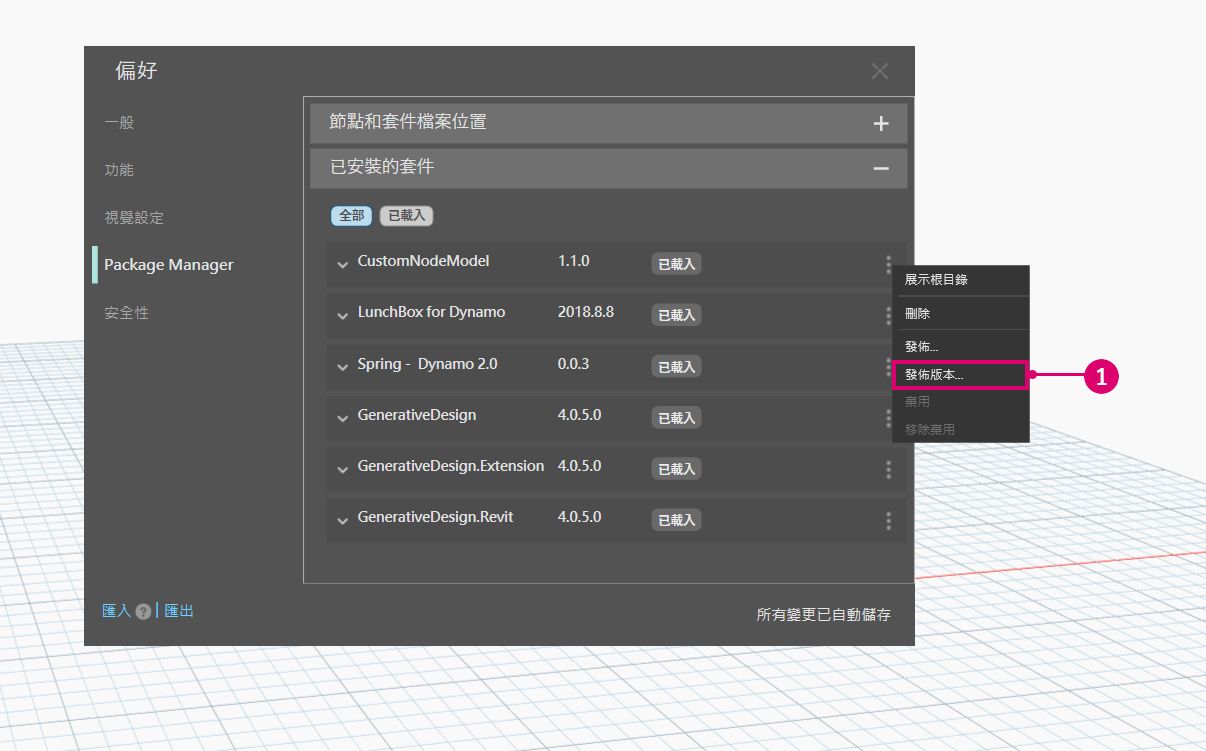 偏好
一般
功能
視覺設定
Package Manager
安全性
節點和套件檔案位置
已安裝的套件
全部 已載入
CustomNodeModel 1.1.0 已載入
LunchBox for Dynamo 2018.8.8 已載入
Spring - Dynamo 2.0 0.0.3 已載入
GenerativeDesign 4.0.5.0 已載入
GenerativeDesign.Extension 4.0.5.0 已載入
GenerativeDesign.Revit 4.0.5.0 已載入
展示根目錄
刪除
發佈...
發佈版本...
棄用
移除棄用
1
匯入 ? | 匯出
所有變更已自動儲存